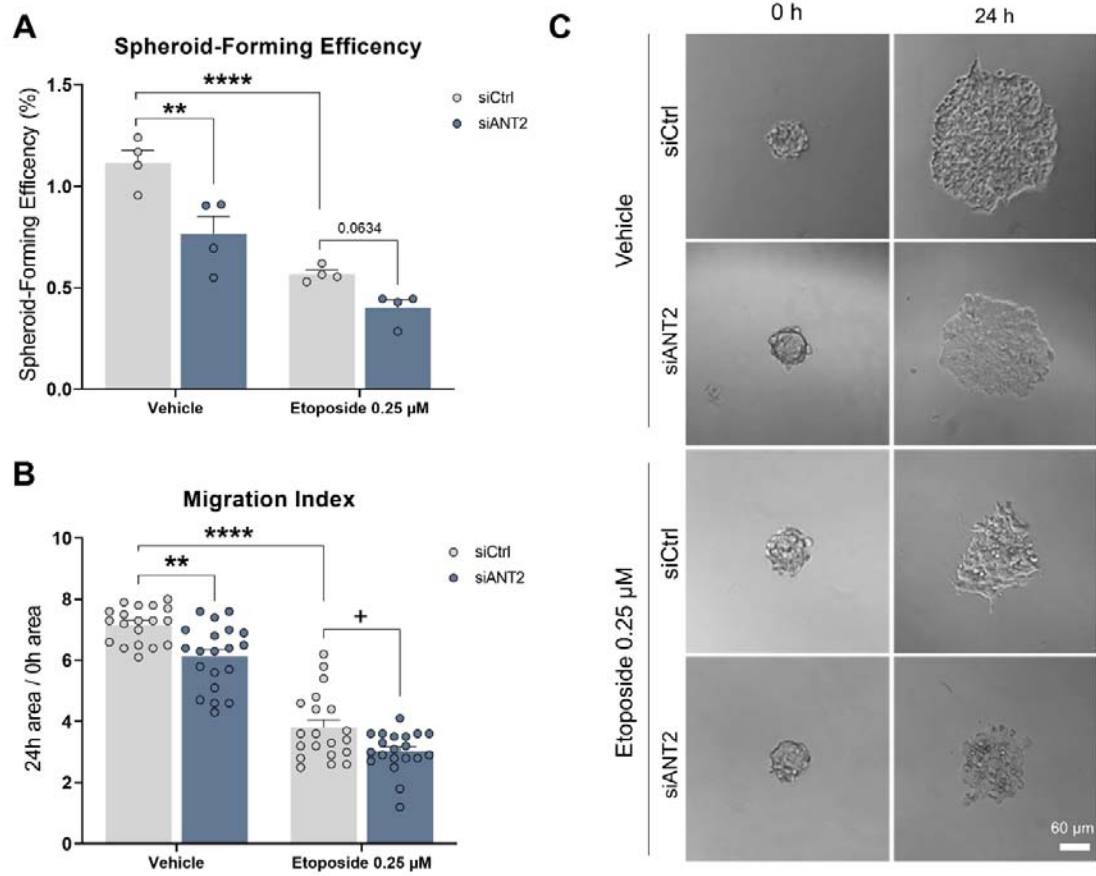 A
Spheroid-Forming Efficency
Spheroid-Forming Efficency (%)
1.5
1.0
0.5
0.0
****
**
0.0634
siCtrl
siANT2
Vehicle
Etoposide 0.25 µM
B
Migration Index
24h area / 0h area
10
8
6
4
2
0
****
**
+
siCtrl
siANT2
Vehicle
Etoposide 0.25 µM
C
0 h
24 h
Vehicle
siCtrl
siANT2
Etoposide 0.25 µM
siCtrl
siANT2
60 µm